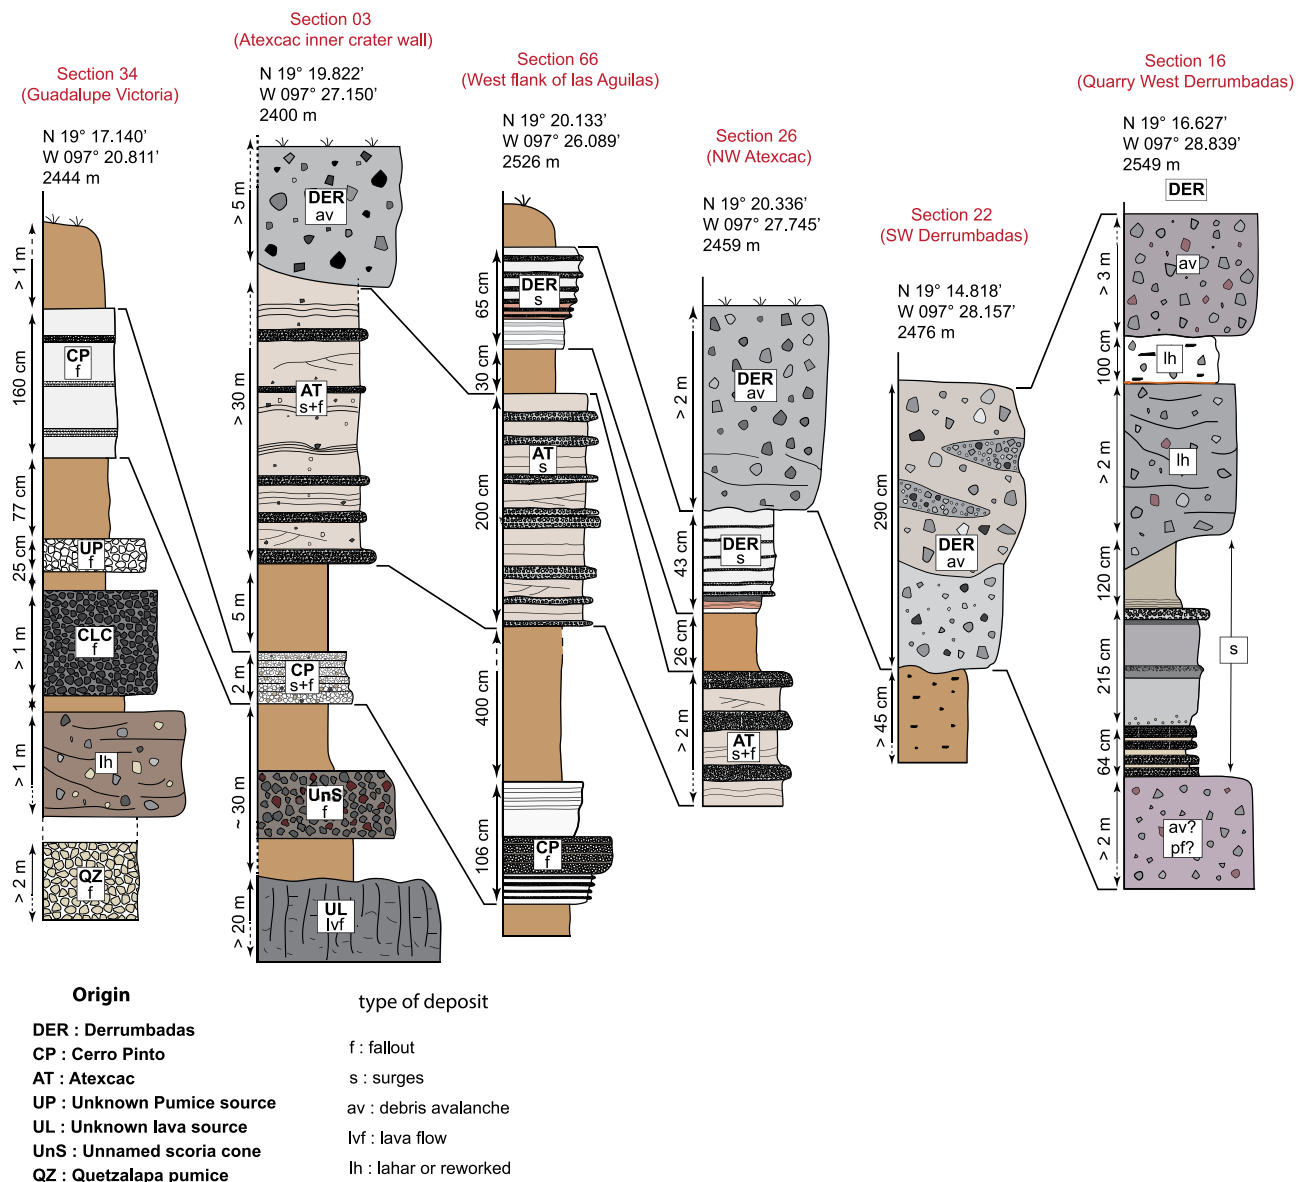 Section 34
(Guadalupe Victoria)
N 19° 17.140’
W 097° 20.811’
2444 m
> 1 m
160 cm
77 cm
25 cm
> 1 m
> 1 m
> 2 m
CP
f
UP
f
CLC
f
lh
QZ
f
Section 03
(Atexcac inner crater wall)
N 19° 19.822’
W 097° 27.150’
2400 m
> 5 m
> 30 m
5 m
2 m
~ 30 m
> 20 m
DER
av
AT
s+f
CP
s+f
UnS
f
UL
lvf
Section 66
(West flank of las Aguilas)
N 19° 20.133’
W 097° 26.089’
2526 m
65 cm
30 cm
200 cm
400 cm
106 cm
DER
s
AT
s
CP
f
Section 26
(NW Atexcac)
N 19° 20.336’
W 097° 27.745’
2459 m
> 2 m
43 cm
26 cm
> 2 m
DER
av
DER
s
AT
s+f
Section 22
(SW Derrumbadas)
N 19° 14.818’
W 097° 28.157’
2476 m
290 cm
> 45 cm
DER
av
Section 16
(Quarry West Derrumbadas)
N 19° 16.627’
W 097° 28.839’
2549 m
DER
> 3 m
100 cm
> 2 m
120 cm
215 cm
64 cm
> 2 m
av
lh
lh
s
av?
pf?
Origin
DER : Derrumbadas
CP : Cerro Pinto
AT : Atexcac
UP : Unknown Pumice source
UL : Unknown lava source
UnS : Unnamed scoria cone
QZ : Quetzalapa pumice
type of deposit
f : fallout
s : surges
av : debris avalanche
lvf : lava flow
lh : lahar or reworked